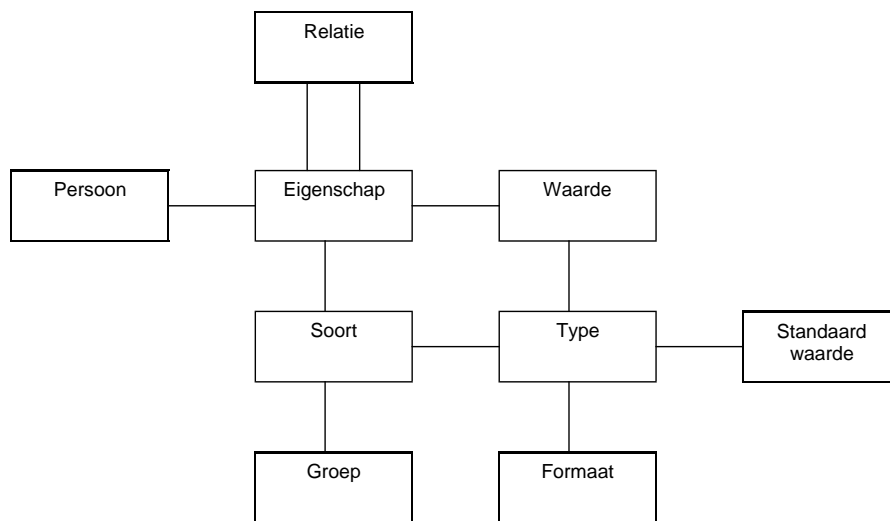 Relatie
Persoon
Eigenschap
Waarde
Soort
Type
Standaard
waarde
Groep
Formaat